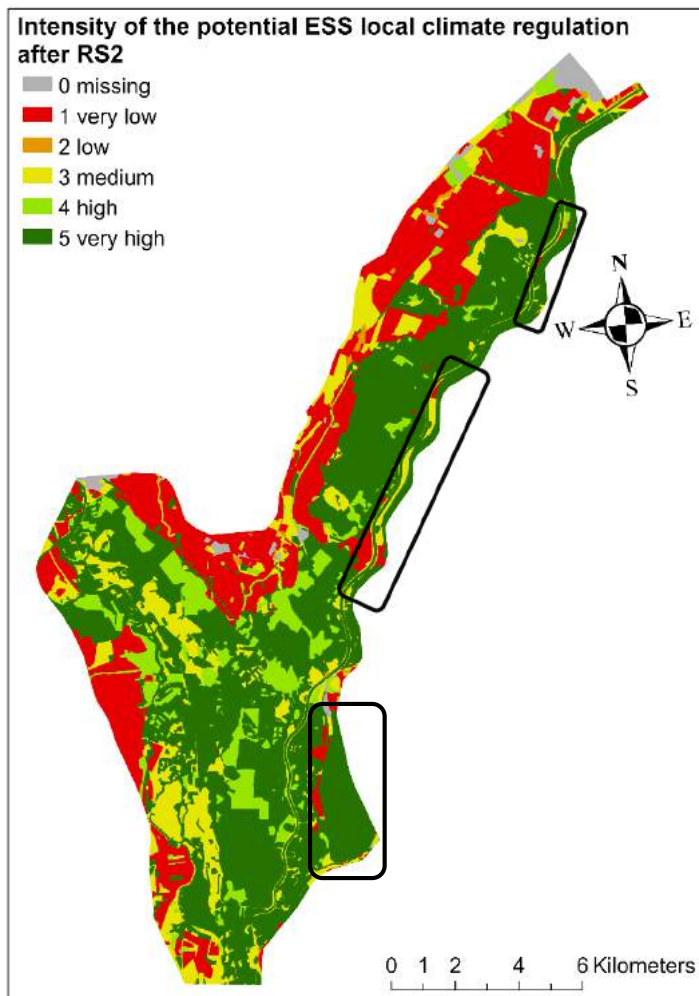 Intensity of the potential ESS local climate regulation
after RS2
0 missing
1 very low
2 low
3 medium
4 high
5 very high
N
W E
S
0 1 2 4 6 Kilometers